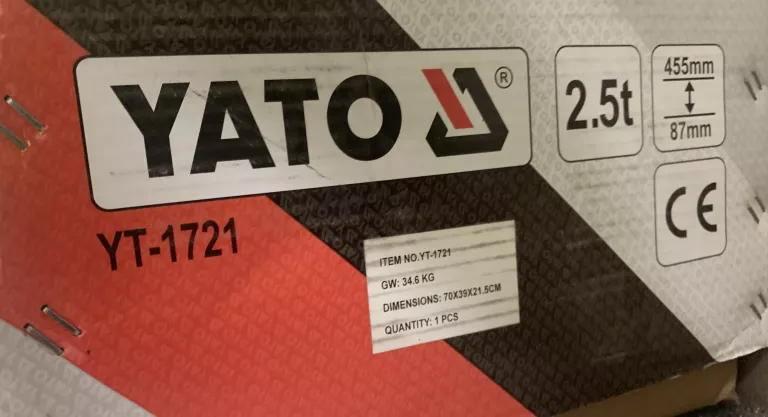 YATO ®
2.5t
455mm
87mm
CE
YT-1721
ITEM NO.YT-1721
GW: 34.6 KG
DIMENSIONS: 70X39X21.5CM
QUANTITY: 1 PCS